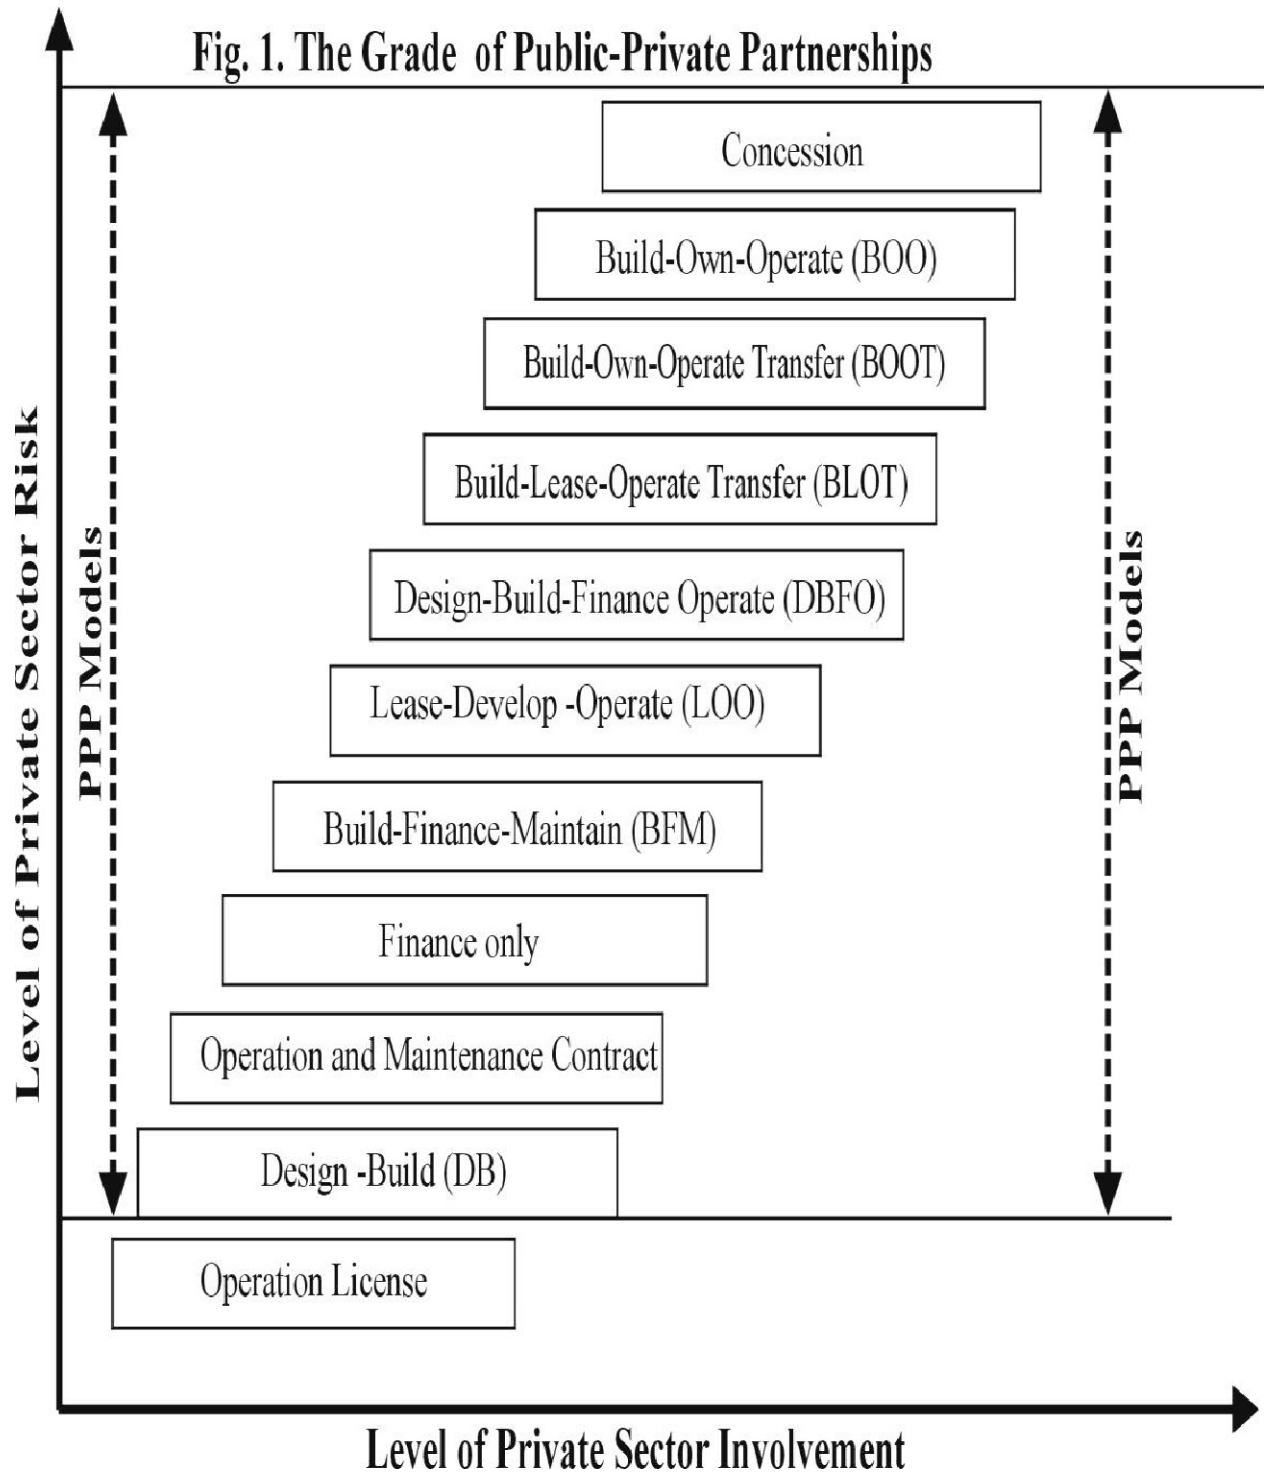 Fig. 1. The Grade of Public-Private Partnerships
Concession
Build-Own-Operate (BOO)
Build-Own-Operate Transfer (BOOT)
Build-Lease-Operate Transfer (BLOT)
Design-Build-Finance Operate (DBFO)
Lease-Develop -Operate (LOO)
Build-Finance-Maintain (BFM)
Finance only
Operation and Maintenance Contract
Design -Build (DB)
Operation License
Level of Private Sector Risk
PPP Models
PPP Models
Level of Private Sector Involvement